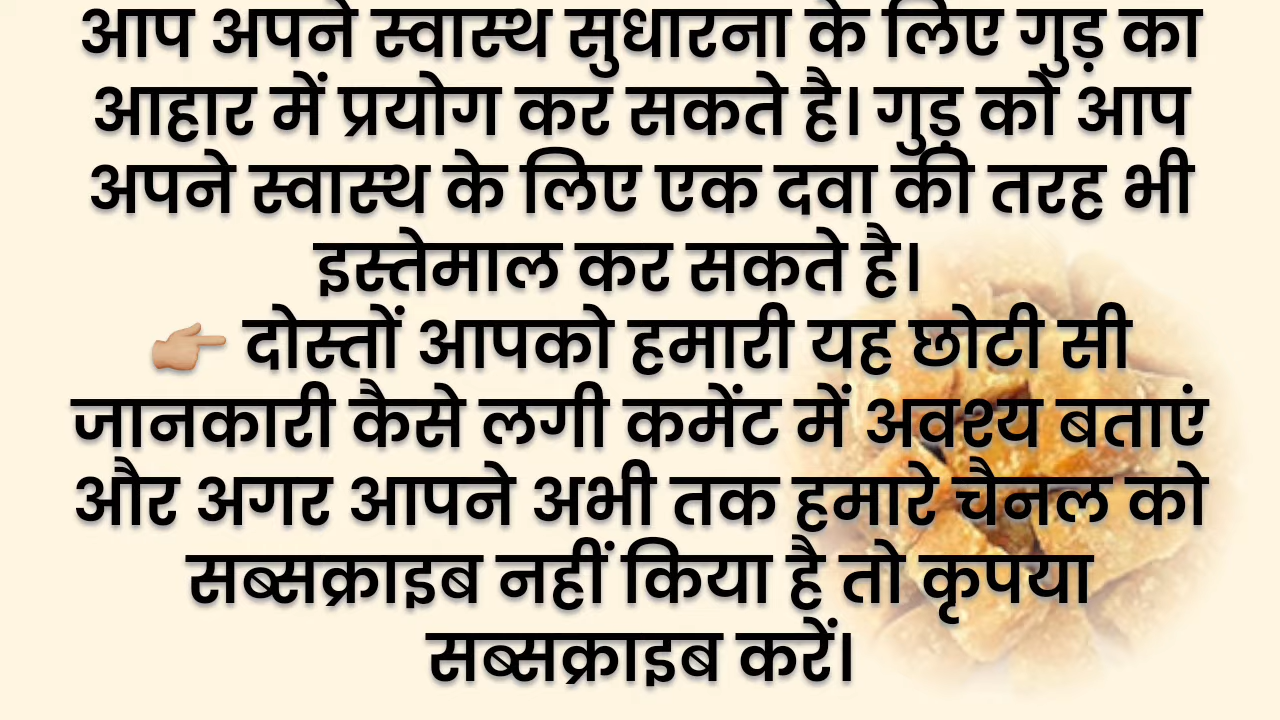 आप अपने स्वास्थ सुधारना के लिए गुड़ का
आहार में प्रयोग कर सकते है। गुड़ को आप
अपने स्वास्थ के लिए एक दवा की तरह भी
इस्तेमाल कर सकते है।
👉🏼 दोस्तों आपको हमारी यह छोटी सी
जानकारी कैसे लगी कमेंट में अवश्य बताएं
और अगर आपने अभी तक हमारे चैनल को
सब्सक्राइब नहीं किया है तो कृपया
सब्सक्राइब करें।